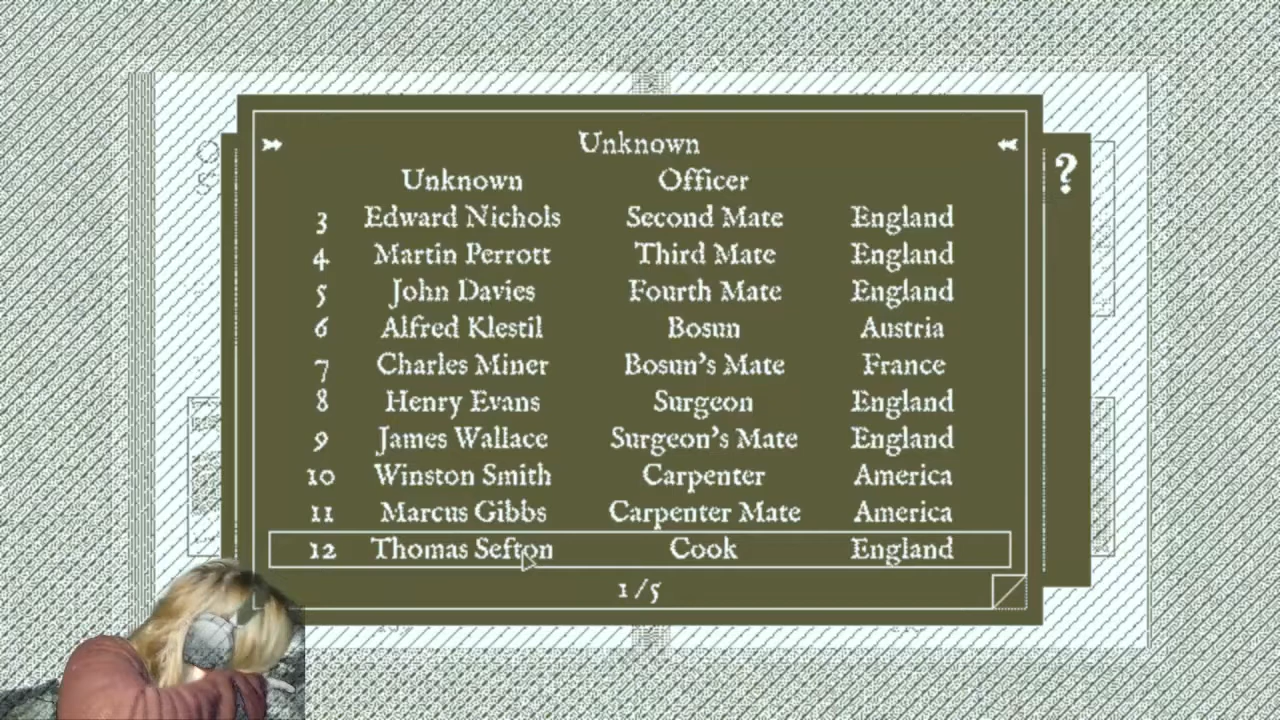 Unknown
Unknown Officer
3 Edward Nichols Second Mate England
4 Martin Perrott Third Mate England
5 John Davies Fourth Mate England
6 Alfred Klestil Bosun Austria
7 Charles Miner Bosun's Mate France
8 Henry Evans Surgeon England
9 James Wallace Surgeon's Mate England
10 Winston Smith Carpenter America
11 Marcus Gibbs Carpenter Mate America
12 Thomas Sefton Cook England
1/5
?